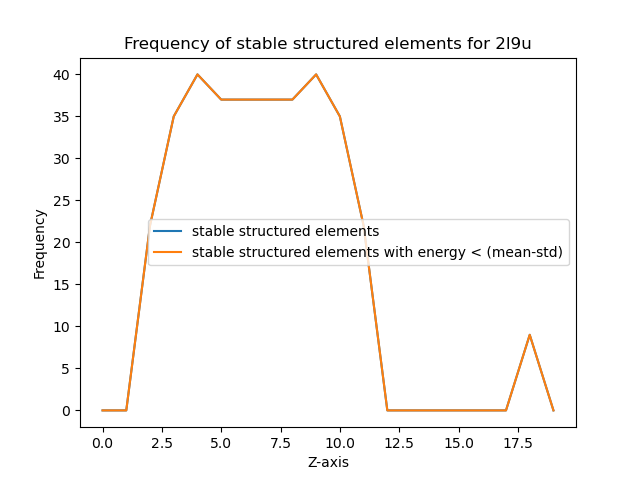 Frequency of stable structured elements for 2l9u
40
35
30
25
20
15
10
5
0
Frequency
stable structured elements
stable structured elements with energy < (mean-std)
0.0 2.5 5.0 7.5 10.0 12.5 15.0 17.5
Z-axis